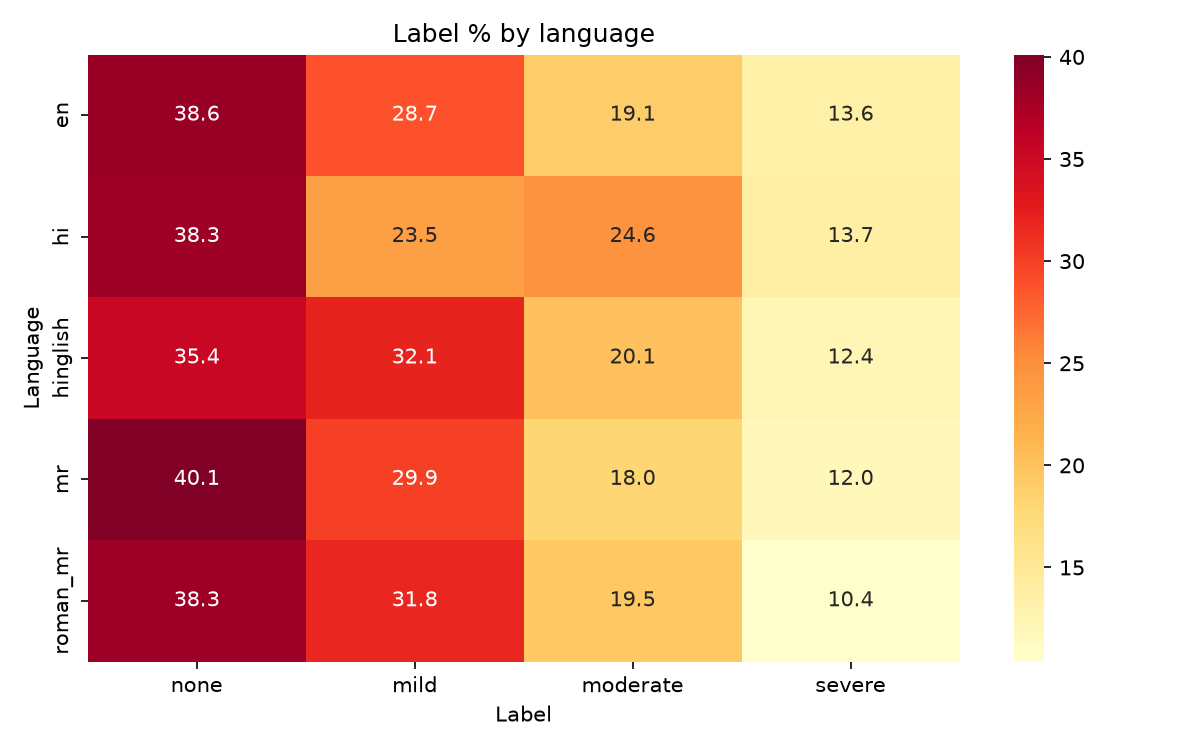 Label % by language
en 38.6 28.7 19.1 13.6
hi 38.3 23.5 24.6 13.7
hinglish 35.4 32.1 20.1 12.4
mr 40.1 29.9 18.0 12.0
roman_mr 38.3 31.8 19.5 10.4
none mild moderate severe
Label
Language
40
35
30
25
20
15